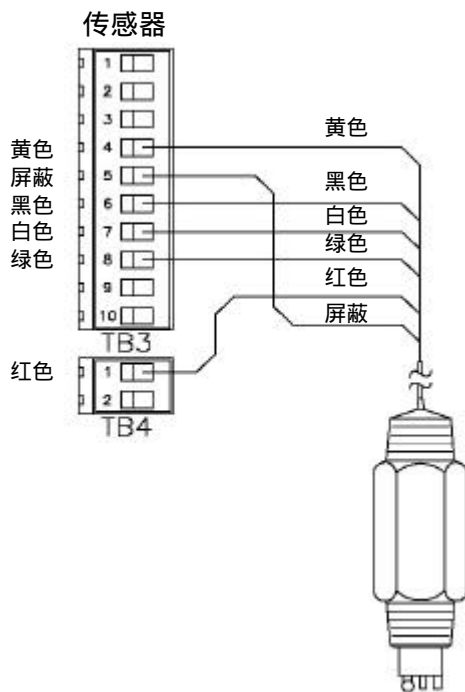 传感器
1
2
3
黄色 4 黄色
屏蔽 5
黑色 6 黑色
白色 7 白色
绿色 8 绿色
9 红色
10 屏蔽
TB3
红色 1
2
TB4